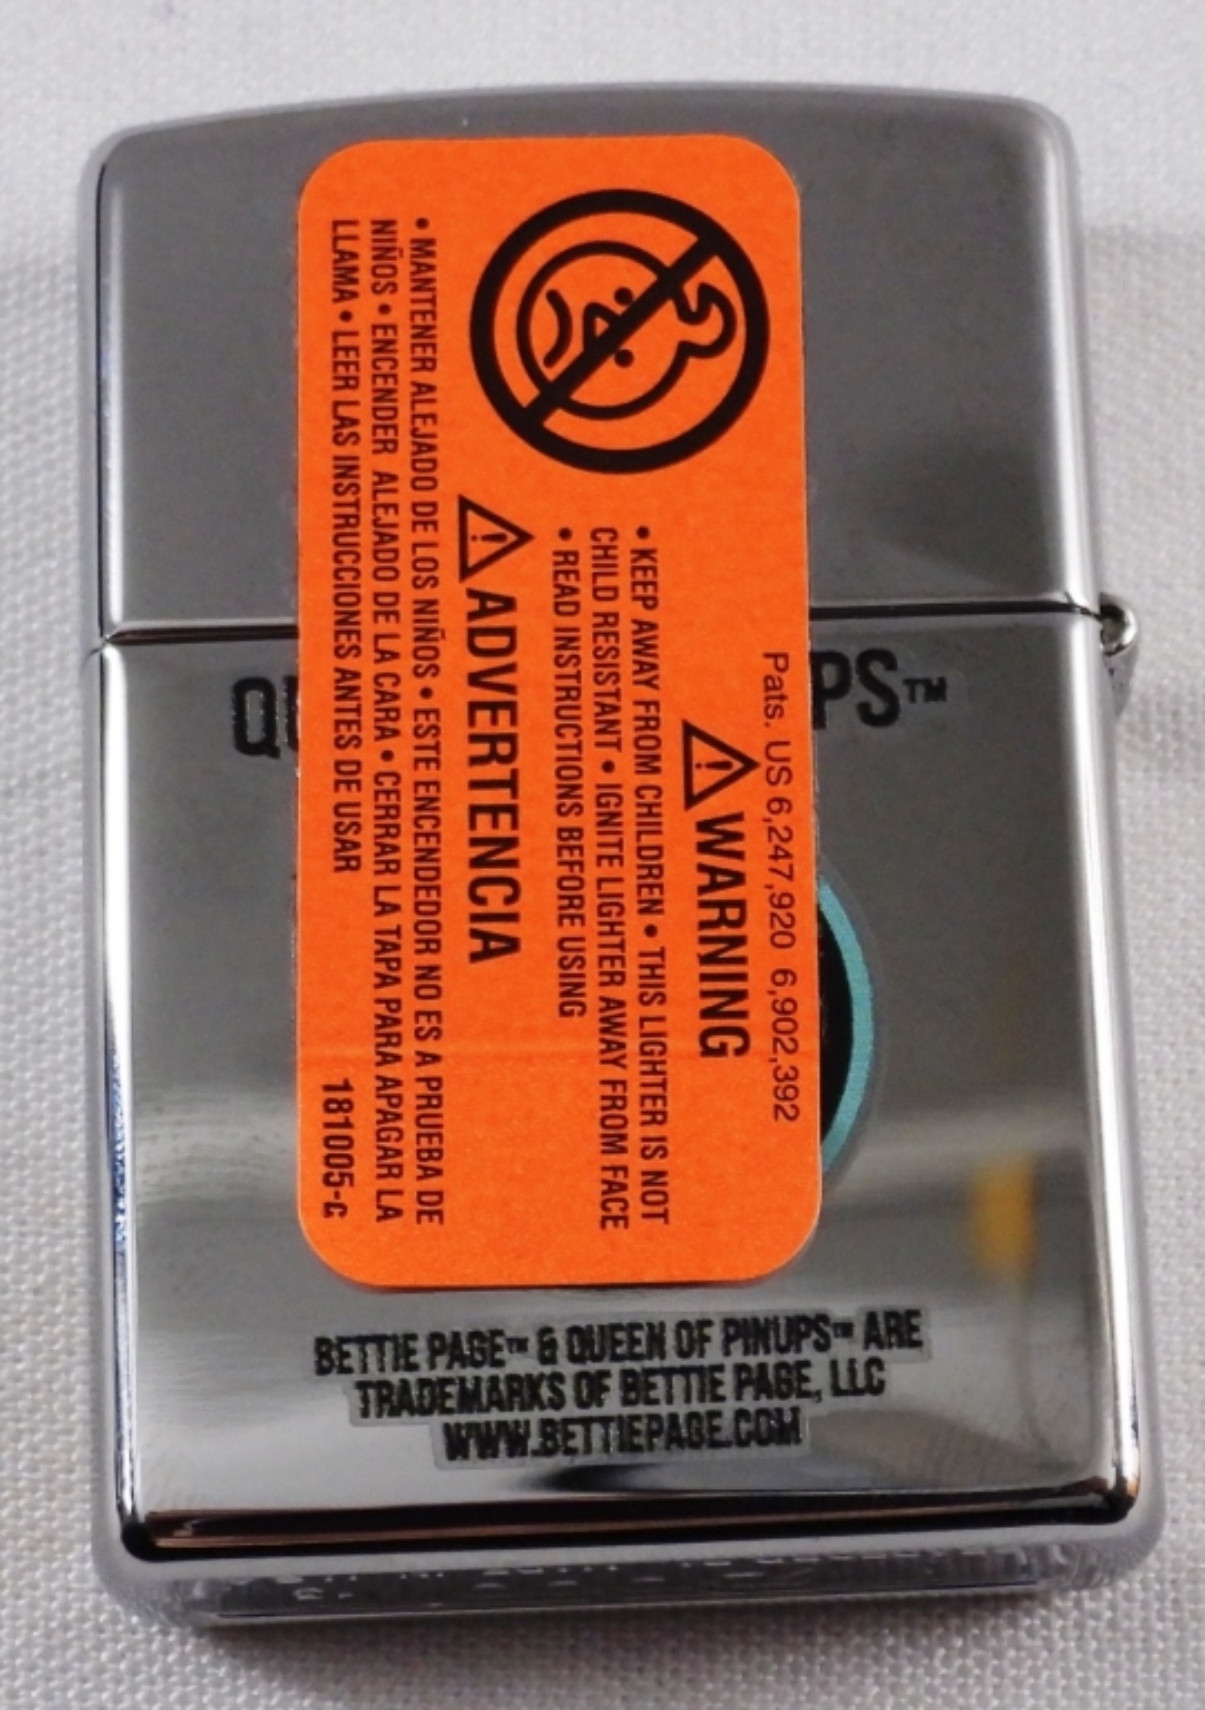 Pats. US 6,247,920 6,902,392
WARNING
• KEEP AWAY FROM CHILDREN • THIS LIGHTER IS NOT
CHILD RESISTANT • IGNITE LIGHTER AWAY FROM FACE
• READ INSTRUCTIONS BEFORE USING
ADVERTENCIA
• MANTENER ALEJADO DE LOS NIÑOS • ESTE ENCENDEDOR NO ES A PRUEBA DE
NIÑOS • ENCENDER ALEJADO DE LA CARA • CERRAR LA TAPA PARA APAGAR LA
LLAMA • LEER LAS INSTRUCCIONES ANTES DE USAR
181005-G
PS™
BETTIE PAGE™ & QUEEN OF PINUPS™ ARE
TRADEMARKS OF BETTIE PAGE, LLC
WWW.BETTIEPAGE.COM